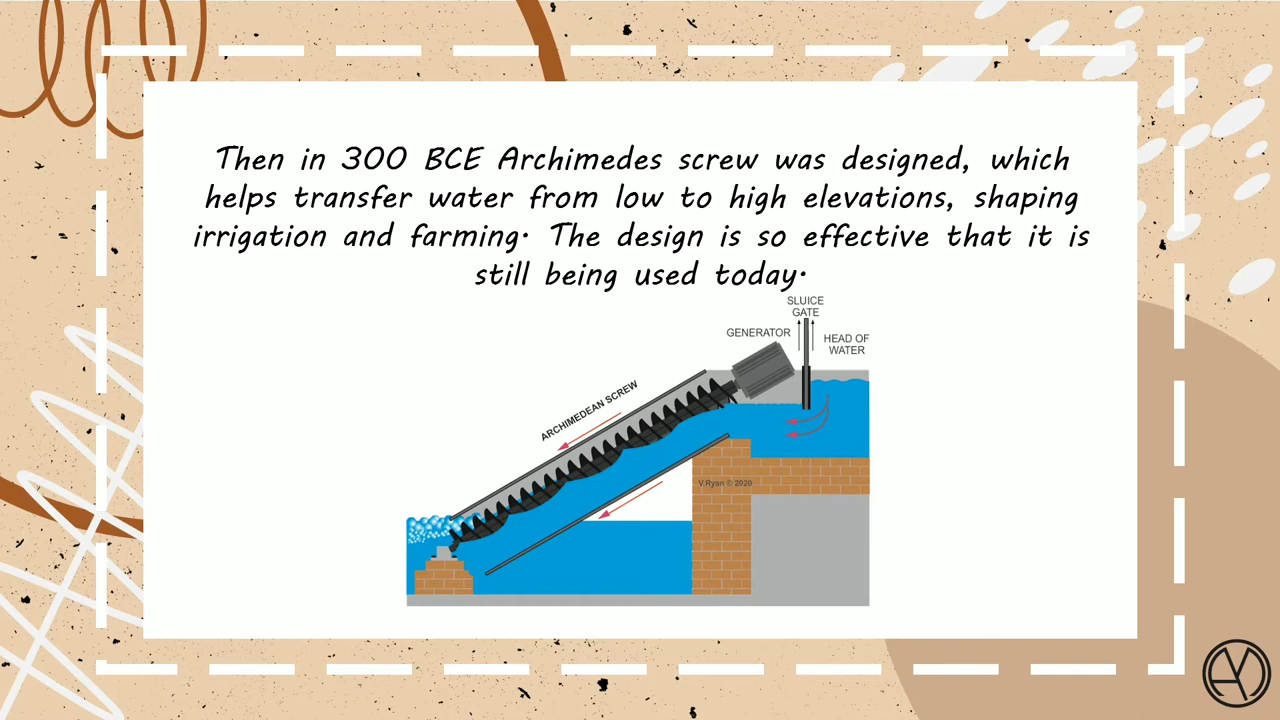 Then in 300 BCE Archimedes screw was designed, which
helps transfer water from low to high elevations, shaping
irrigation and farming. The design is so effective that it is
still being used today.
SLUICE
GATE
GENERATOR
HEAD OF
WATER
ARCHIMEDEAN SCREW
V.Ryan © 2020